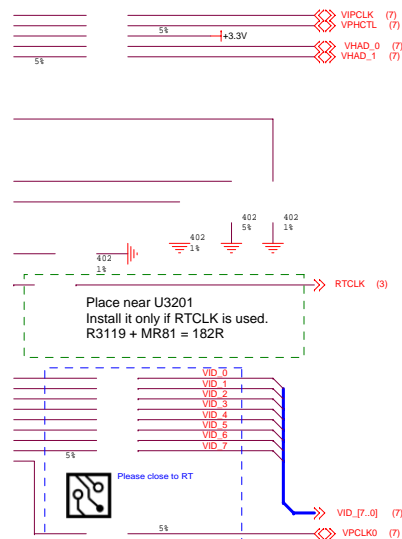 VIPCLK (7)
VPHCTL (7)
5%
+3.3V
VHAD_0 (7)
VHAD_1 (7)
5%
402
5%
402
1%
402
1%
402
1%
RTCLK (3)
Place near U3201
Install it only if RTCLK is used.
R3119 + MR81 = 182R
VID_0
VID_1
VID_2
VID_3
VID_4
VID_5
VID_6
VID_7
5%
Please close to RT
VID_[7..0] (7)
5%
VPCLK0 (7)